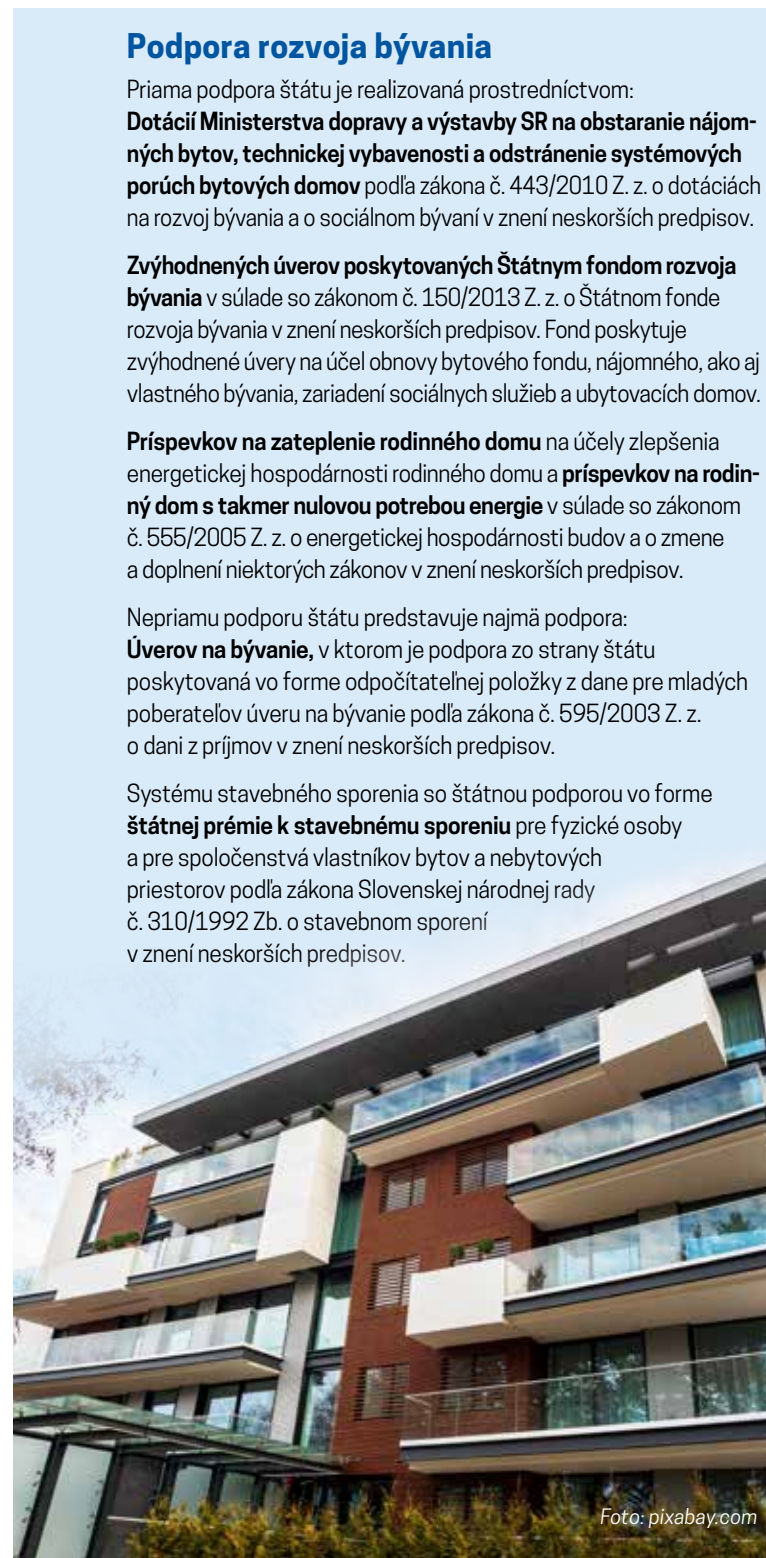 Podpora rozvoja bývania
Priama podpora štátu je realizovaná prostredníctvom:
Dotácií Ministerstva dopravy a výstavby SR na obstaranie nájom-
ných bytov, technickej vybavenosti a odstránenie systémových
porúch bytových domov podľa zákona č. 443/2010 Z. z. o dotáciách
na rozvoj bývania a o sociálnom bývaní v znení neskorších predpisov.
Zvýhodnených úverov poskytovaných Štátnym fondom rozvoja
bývania v súlade so zákonom č. 150/2013 Z. z. o Štátnom fonde
rozvoja bývania v znení neskorších predpisov. Fond poskytuje
zvýhodnené úvery na účel obnovy bytového fondu, nájomného, ako aj
vlastného bývania, zariadení sociálnych služieb a ubytovacích domov.
Príspevkov na zateplenie rodinného domu na účely zlepšenia
energetickej hospodárnosti rodinného domu a príspevkov na rodin-
ný dom s takmer nulovou potrebou energie v súlade so zákonom
č. 555/2005 Z. z. o energetickej hospodárnosti budov a o zmene
a doplnení niektorých zákonov v znení neskorších predpisov.
Nepriamu podporu štátu predstavuje najmä podpora:
Úverov na bývanie, v ktorom je podpora zo strany štátu
poskytovaná vo forme odpočítateľnej položky z dane pre mladých
poberateľov úveru na bývanie podľa zákona č. 595/2003 Z. z.
o dani z príjmov v znení neskorších predpisov.
Systému stavebného sporenia so štátnou podporou vo forme
štátnej prémie k stavebnému sporeniu pre fyzické osoby
a pre spoločenstvá vlastníkov bytov a nebytových
priestorov podľa zákona Slovenskej národnej rady
č. 310/1992 Zb. o stavebnom sporení
v znení neskorších predpisov.
Foto: pixabay.com